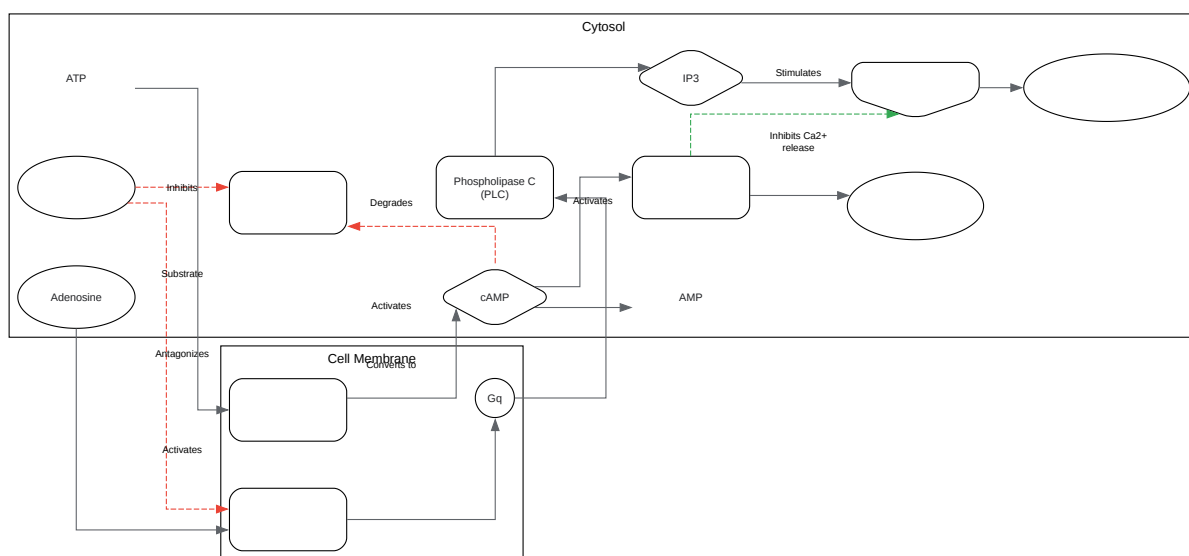 Cytosol
ATP
IP3
Stimulates
Inhibits Ca2+
release
Phospholipase C
(PLC)
Inhibits
Degrades
Activates
Substrate
Adenosine
cAMP
AMP
Activates
Antagonizes
Cell Membrane
Converts to
Gq
Activates